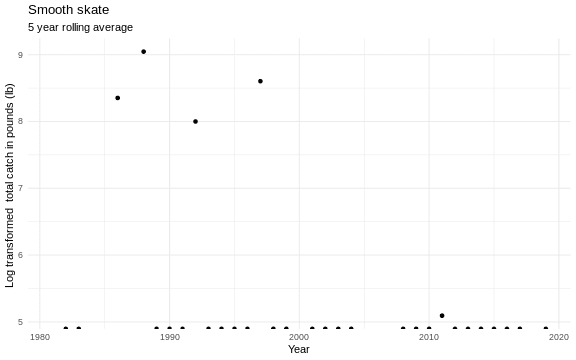 Smooth skate
5 year rolling average
Log transformed  total catch in pounds (lb)
9
8
7
6
5
1980 1990 2000 2010 2020
Year